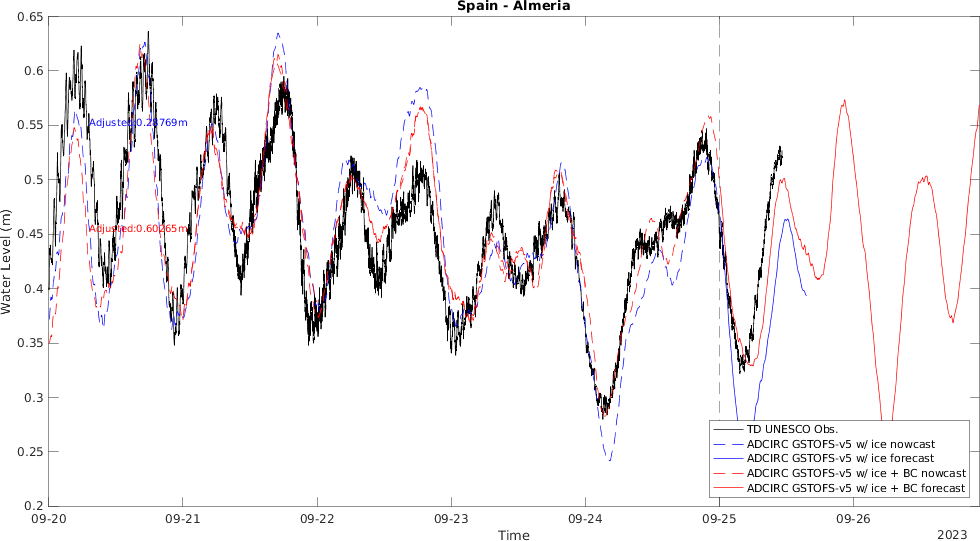 Spain - Almeria
0.65
0.6
0.55
0.5
0.45
0.4
0.35
0.3
0.25
0.2
Water Level (m)
Adjusted:0.28769m
Adjusted:0.60265m
TD UNESCO Obs.
ADCIRC GSTOFS-v5 w/ ice nowcast
ADCIRC GSTOFS-v5 w/ ice forecast
ADCIRC GSTOFS-v5 w/ ice + BC nowcast
ADCIRC GSTOFS-v5 w/ ice + BC forecast
09-20 09-21 09-22 09-23 09-24 09-25 09-26
Time
2023